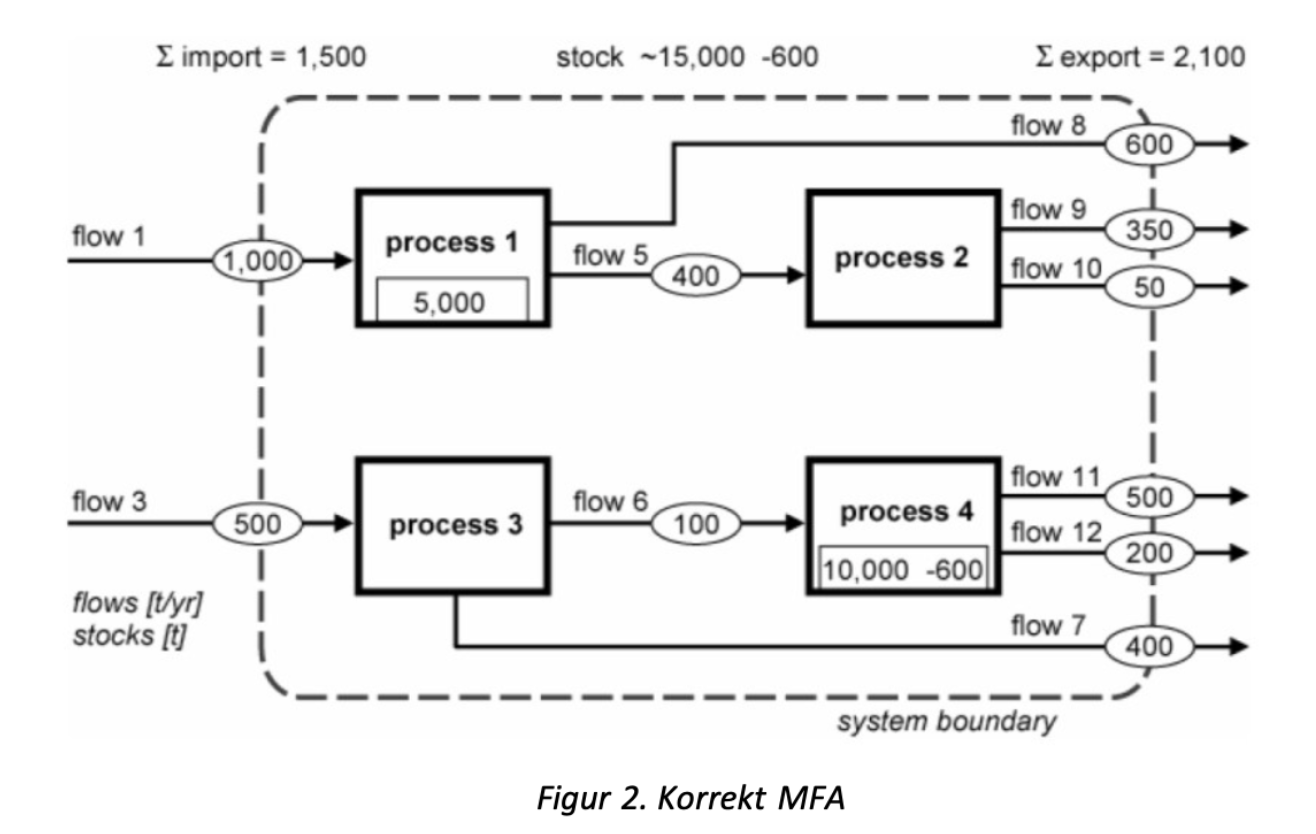 Σ import = 1,500
stock ~15,000 -600
Σ export = 2,100
flow 8
600
flow 1
1,000
process 1
5,000
flow 5
400
process 2
flow 9
350
flow 10
50
flow 3
500
process 3
flow 6
100
process 4
10,000 -600
flow 11
500
flow 12
200
flow 7
400
flows [t/yr]
stocks [t]
system boundary
Figur 2. Korrekt MFA